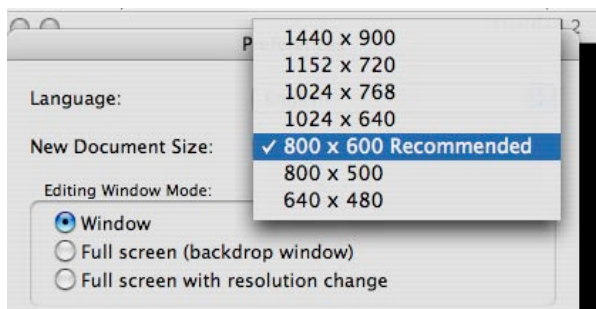 1440 x 900
1152 x 720
1024 x 768
1024 x 640
✓ 800 x 600 Recommended
800 x 500
640 x 480
Language:
New Document Size:
Editing Window Mode:
Window
Full screen (backdrop window)
Full screen with resolution change